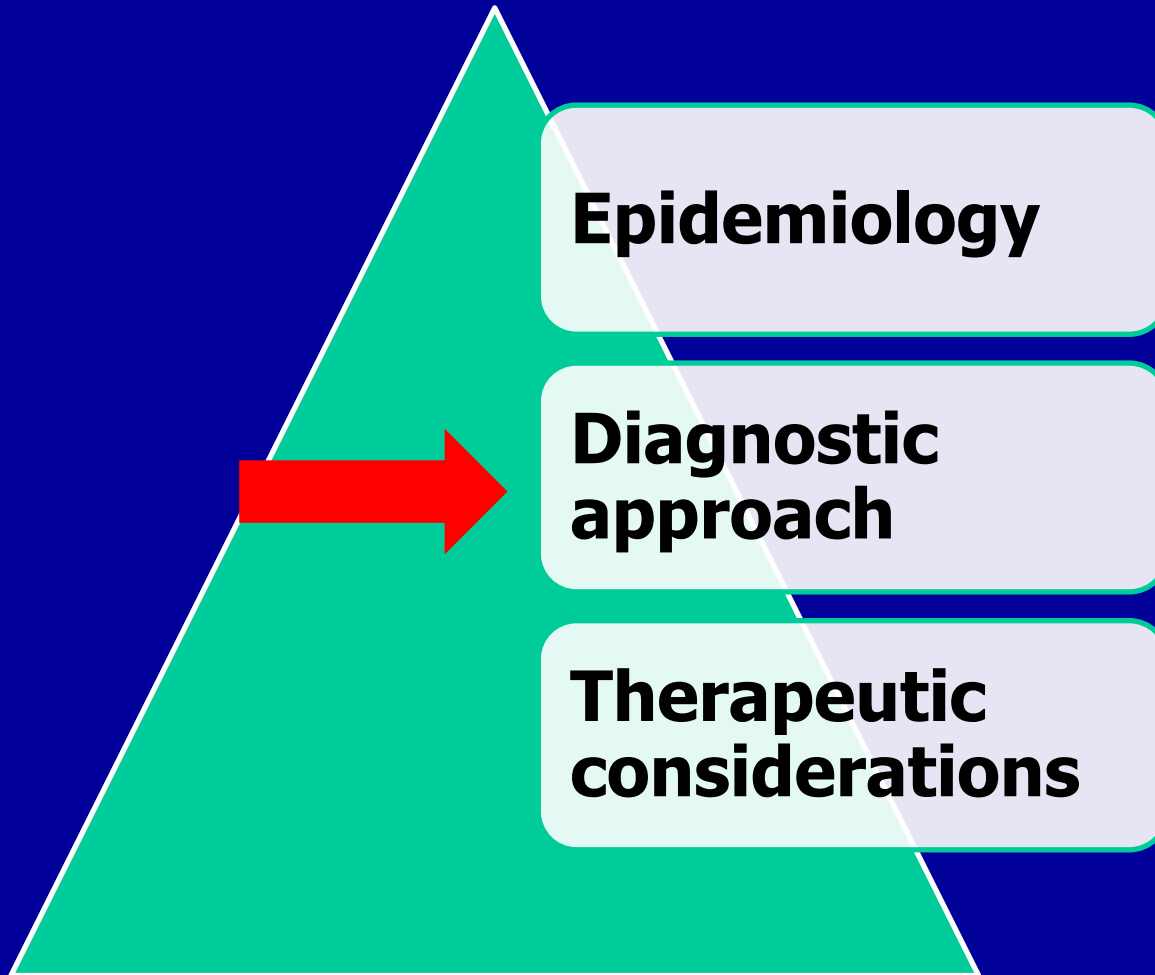 Epidemiology
Diagnostic
approach
Therapeutic
considerations